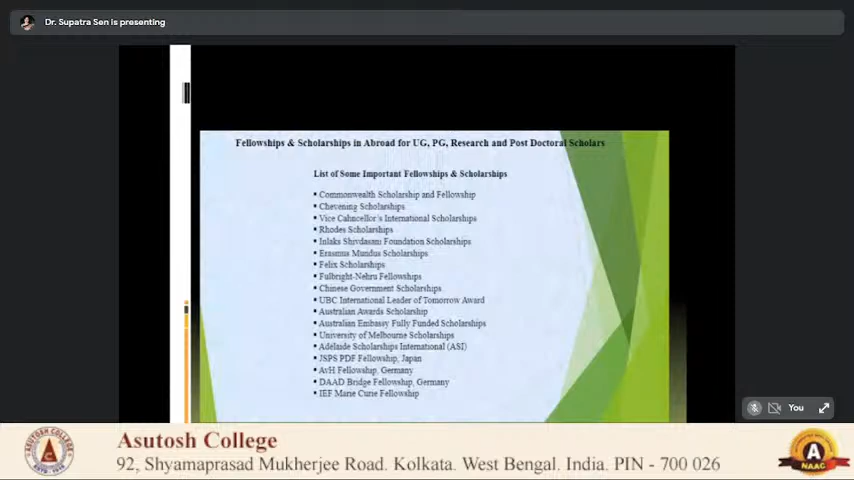 Dr. Supatra Sen is presenting
Fellowships & Scholarships in Abroad for UG, PG, Research and Post Doctoral Scholars
List of Some Important Fellowships & Scholarships
▪ Commonwealth Scholarship and Fellowship
▪ Chevening Scholarships
▪ Vice Cahncellor's International Scholarships
▪ Rhodes Scholarships
▪ Inlaks Shivdasani Foundation Scholarships
▪ Erasmus Mundus Scholarships
▪ Felix Scholarships
▪ Fulbright-Nehru Fellowships
▪ Chinese Government Scholarships
▪ UBC International Leader of Tomorrow Award
▪ Australian Awards Scholarship
▪ Australian Embassy Fully Funded Scholarships
▪ University of Melbourne Scholarships
▪ Adelaide Scholarships International (ASI)
▪ JSPS PDF Fellowship, Japan
▪ AvH Fellowship, Germany
▪ DAAD Bridge Fellowship, Germany
▪ IEF Marie Curie Fellowship
You
ASUTOSH COLLEGE
Asutosh College
92, Shyamaprasad Mukherjee Road. Kolkata. West Bengal. India. PIN - 700 026
A
NAAC